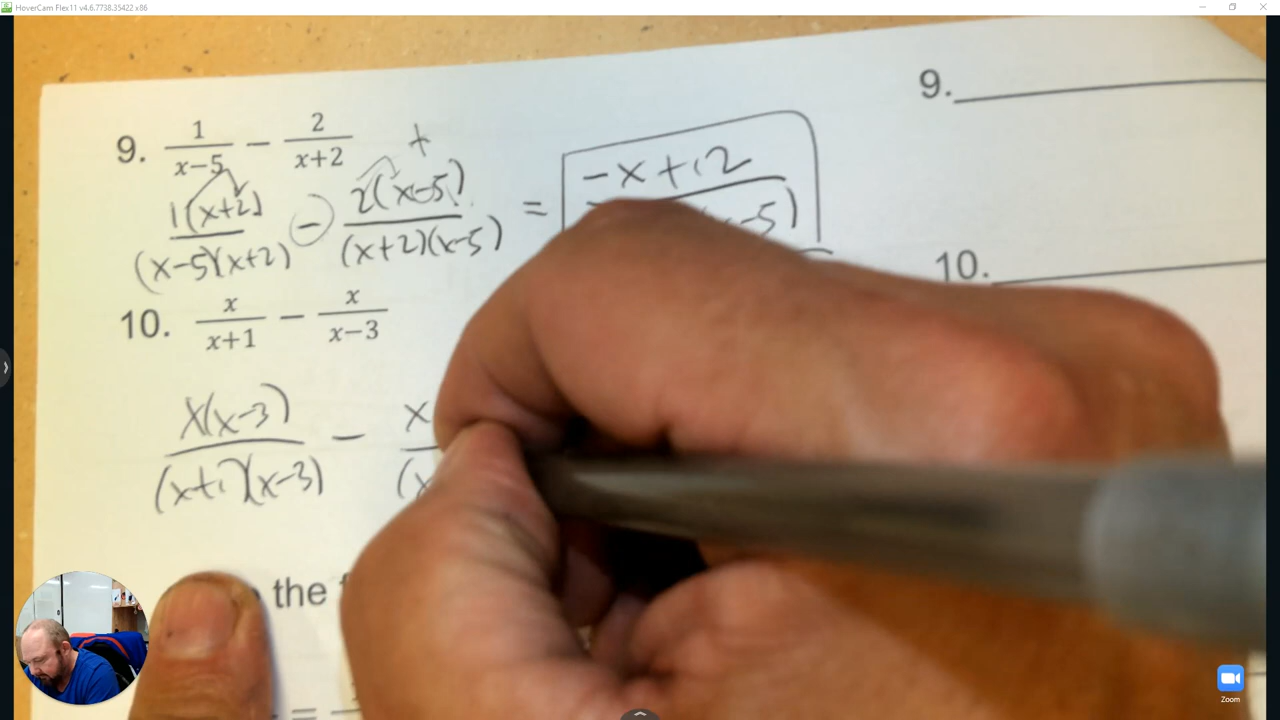 HoverCam Flex11 v4.6.7738.35422 x86
9. 1/(x−5) − 2/(x+2) +
1(x+2)/(x-5)(x+2) − 2(x-5)/(x+2)(x-5) = -x+12/ x-5)
9.
10.
10. x/(x+1) − x/(x−3)
x(x-3)/(x+1)(x-3) − x/(x
the
=
Zoom